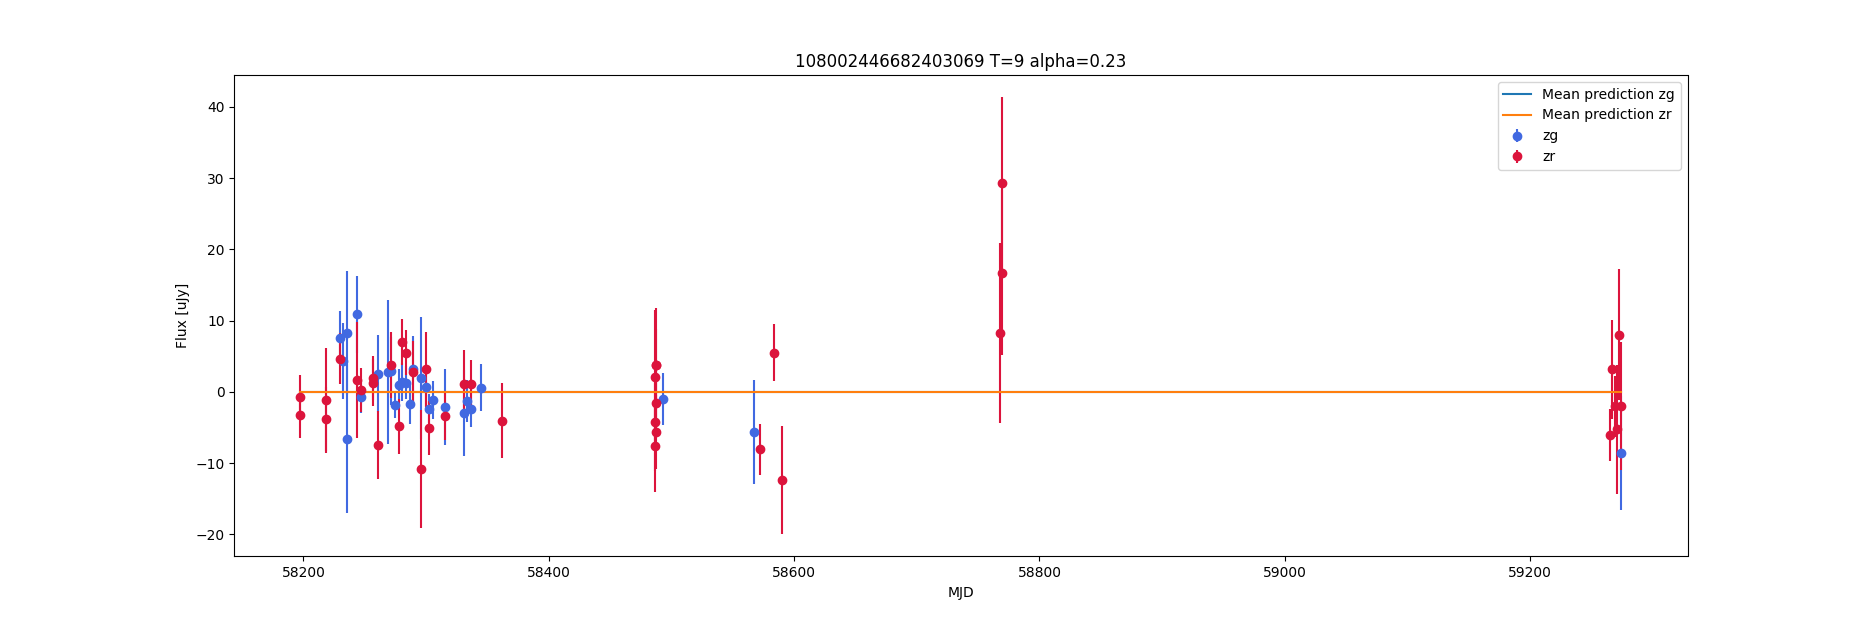 108002446682403069 T=9 alpha=0.23
Mean prediction zg
Mean prediction zr
zg
zr
Flux [uJy]
40
30
20
10
0
−10
−20
58200 58400 58600 58800 59000 59200
MJD